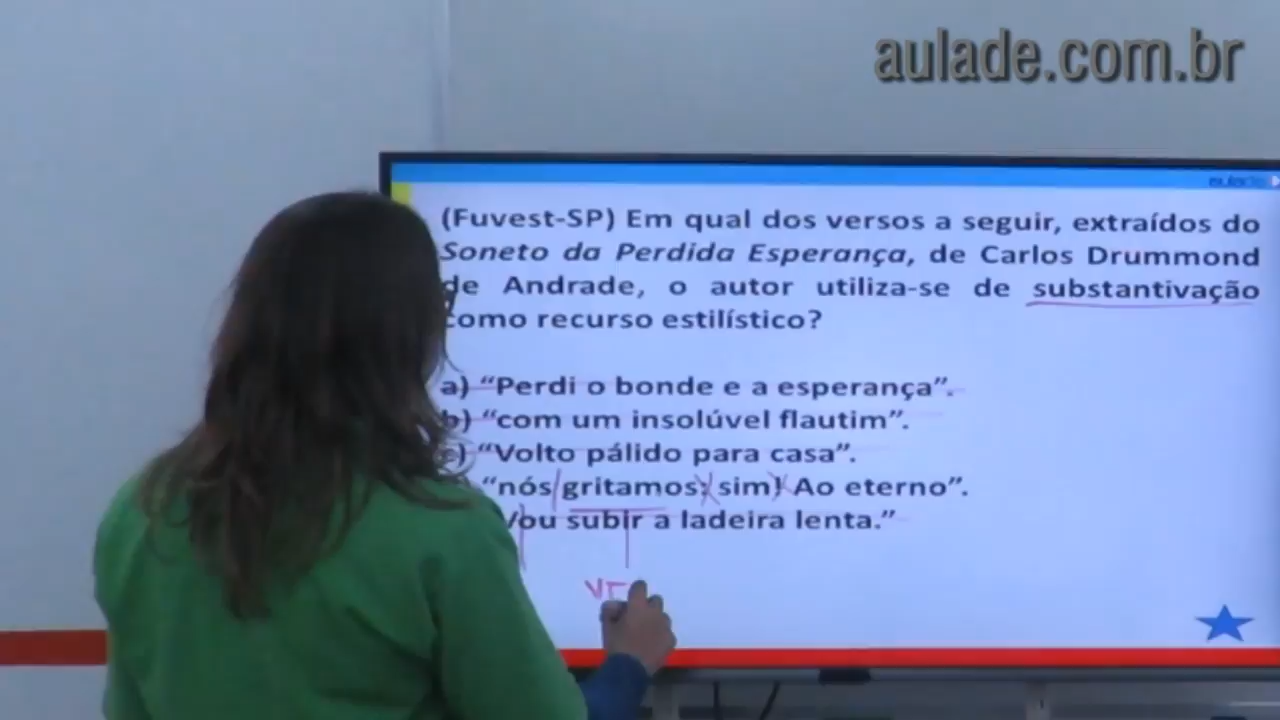 aulade.com.br
(Fuvest-SP) Em qual dos versos a seguir, extraídos do
Soneto da Perdida Esperança, de Carlos Drummond
de Andrade, o autor utiliza-se de substantivação
como recurso estilístico?
a) “Perdi o bonde e a esperança”.
b) “com um insolúvel flautim”.
c) “Volto pálido para casa”.
“nós gritamos: sim! Ao eterno”.
Vou subir a ladeira lenta.”